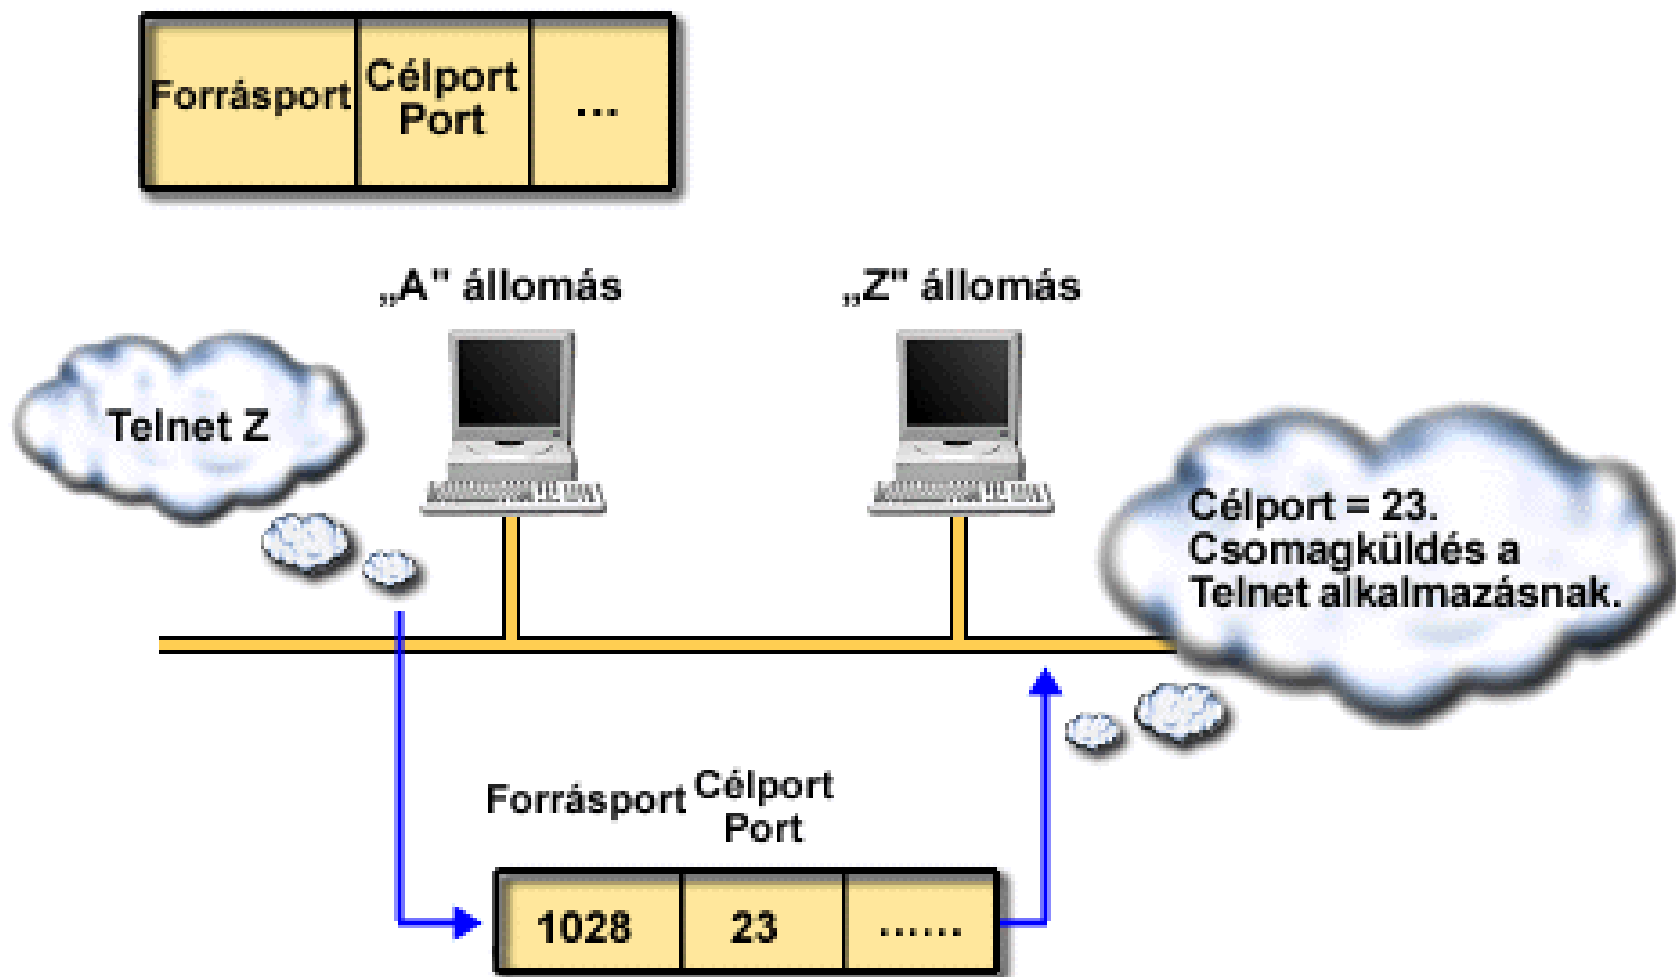 Forrásport
Célport
Port
...
„A" állomás
„Z" állomás
Telnet Z
Célport = 23.
Csomagküldés a
Telnet alkalmazásnak.
Forrásport
Célport
Port
1028
23
......